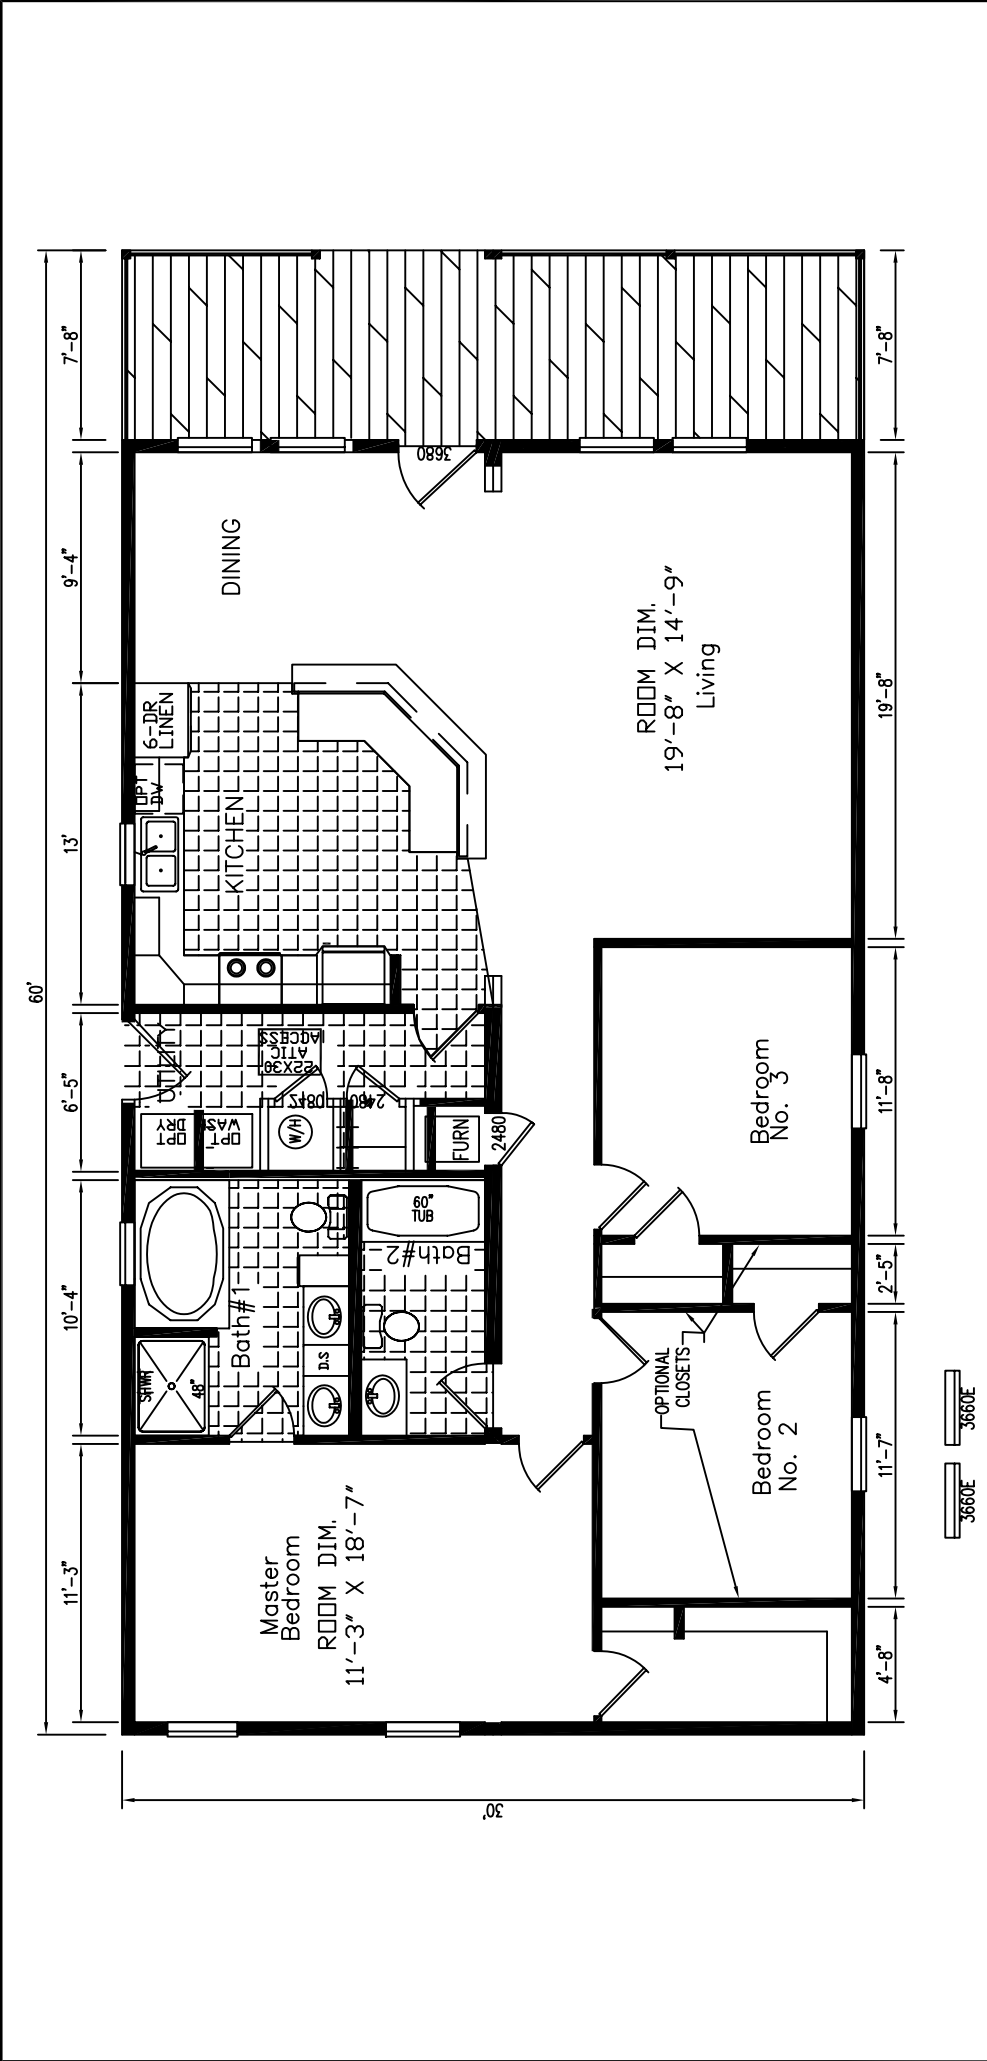 60'
11'-3"
10'-4"
6'-5"
13'
9'-4"
7'-8"
SHWR
48"
Bath#1
D.S
OPT
DRY
OPT
WASH
UTILITY
W/H
22X30
ATIC
ACCESS
0842
2480
FURN
2480
Bath#2
60"
TUB
OPT
DW
6-DR
LINEN
KITCHEN
DINING
3680
Master
Bedroom
ROOM DIM.
11'-3" X 18'-7"
ROOM DIM.
19'-8" X 14'-9"
Living
OPTIONAL
CLOSETS
Bedroom
No. 2
Bedroom
No. 3
4'-8"
11'-7"
2'-5"
11'-8"
19'-8"
7'-8"
30'
3660E
3660E